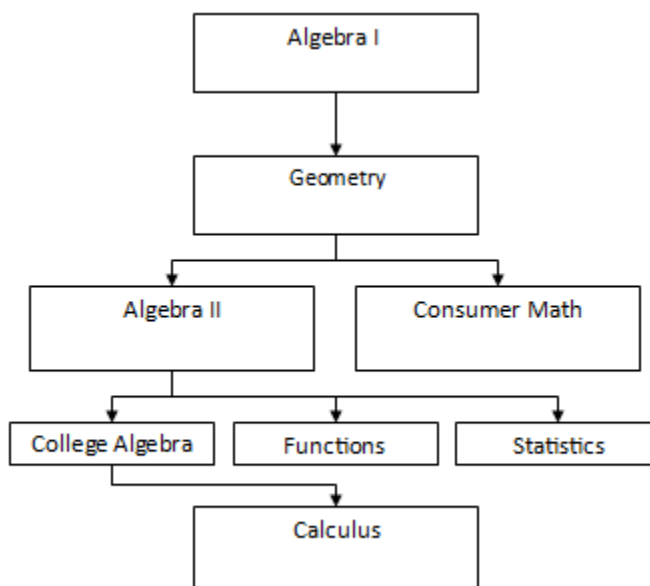 Algebra I
Geometry
Algebra II
Consumer Math
College Algebra
Functions
Statistics
Calculus